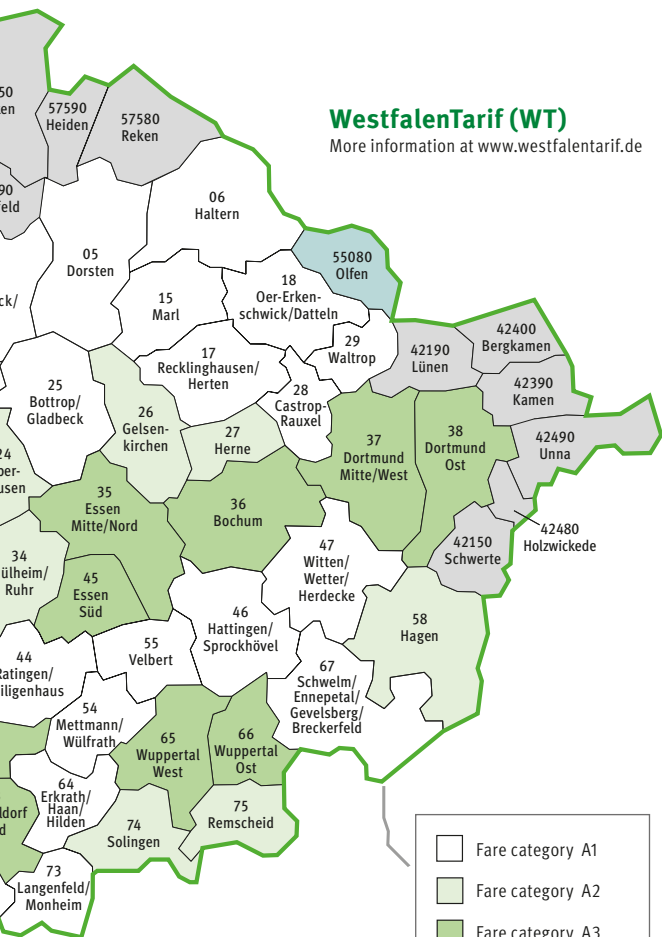 WestfalenTarif (WT)
More information at www.westfalentarif.de
57590
Heiden
57580
Reken
06
Haltern
05
Dorsten
55080
Olfen
15
Marl
18
Oer-Erken-
schwick/Datteln
29
Waltrop
42190
Lünen
42400
Bergkamen
42390
Kamen
42490
Unna
42480
Holzwickede
42150
Schwerte
17
Recklinghausen/
Herten
28
Castrop-
Rauxel
25
Bottrop/
Gladbeck
26
Gelsen-
kirchen
27
Herne
37
Dortmund
Mitte/West
38
Dortmund
Ost
35
Essen
Mitte/Nord
36
Bochum
34
Ruhr
45
Essen
Süd
47
Witten/
Wetter/
Herdecke
46
Hattingen/
Sprockhövel
58
Hagen
44
55
Velbert
67
Schwelm/
Ennepetal/
Gevelsberg/
Breckerfeld
54
Mettmann/
Wülfrath
65
Wuppertal
West
66
Wuppertal
Ost
64
Erkrath/
Haan/
Hilden
74
Solingen
75
Remscheid
73
Langenfeld/
Monheim
Fare category A1
Fare category A2
Fare category A3